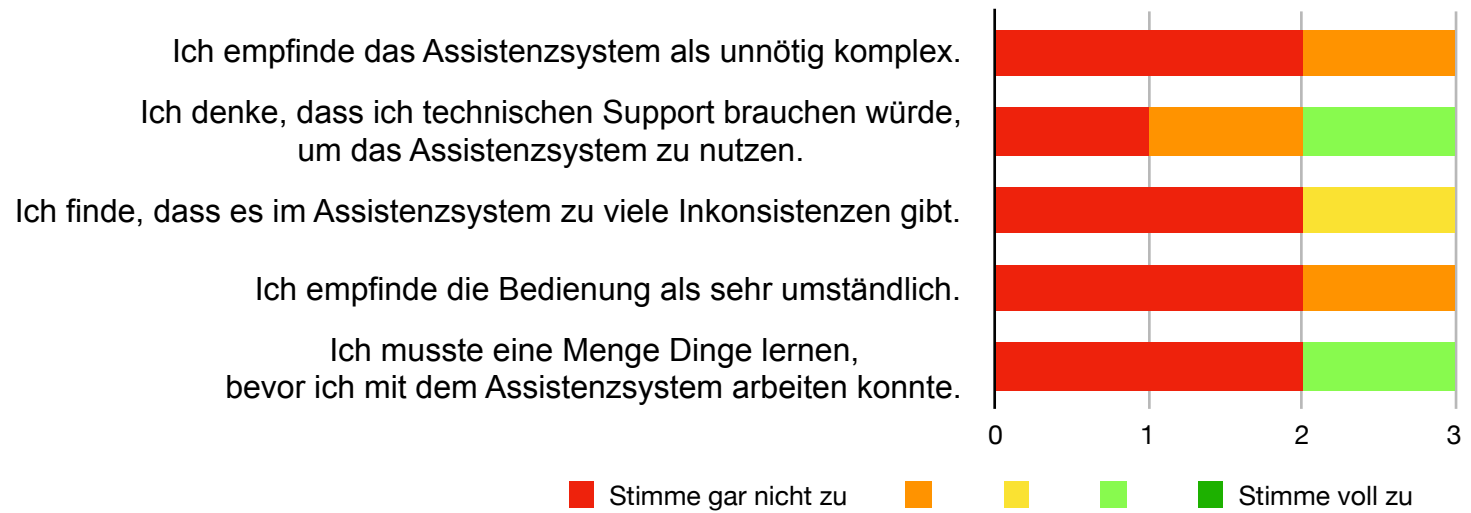 Ich empfinde das Assistenzsystem als unnötig komplex.
Ich denke, dass ich technischen Support brauchen würde,
um das Assistenzsystem zu nutzen.
Ich finde, dass es im Assistenzsystem zu viele Inkonsistenzen gibt.
Ich empfinde die Bedienung als sehr umständlich.
Ich musste eine Menge Dinge lernen,
bevor ich mit dem Assistenzsystem arbeiten konnte.
0 1 2 3
Stimme gar nicht zu Stimme voll zu